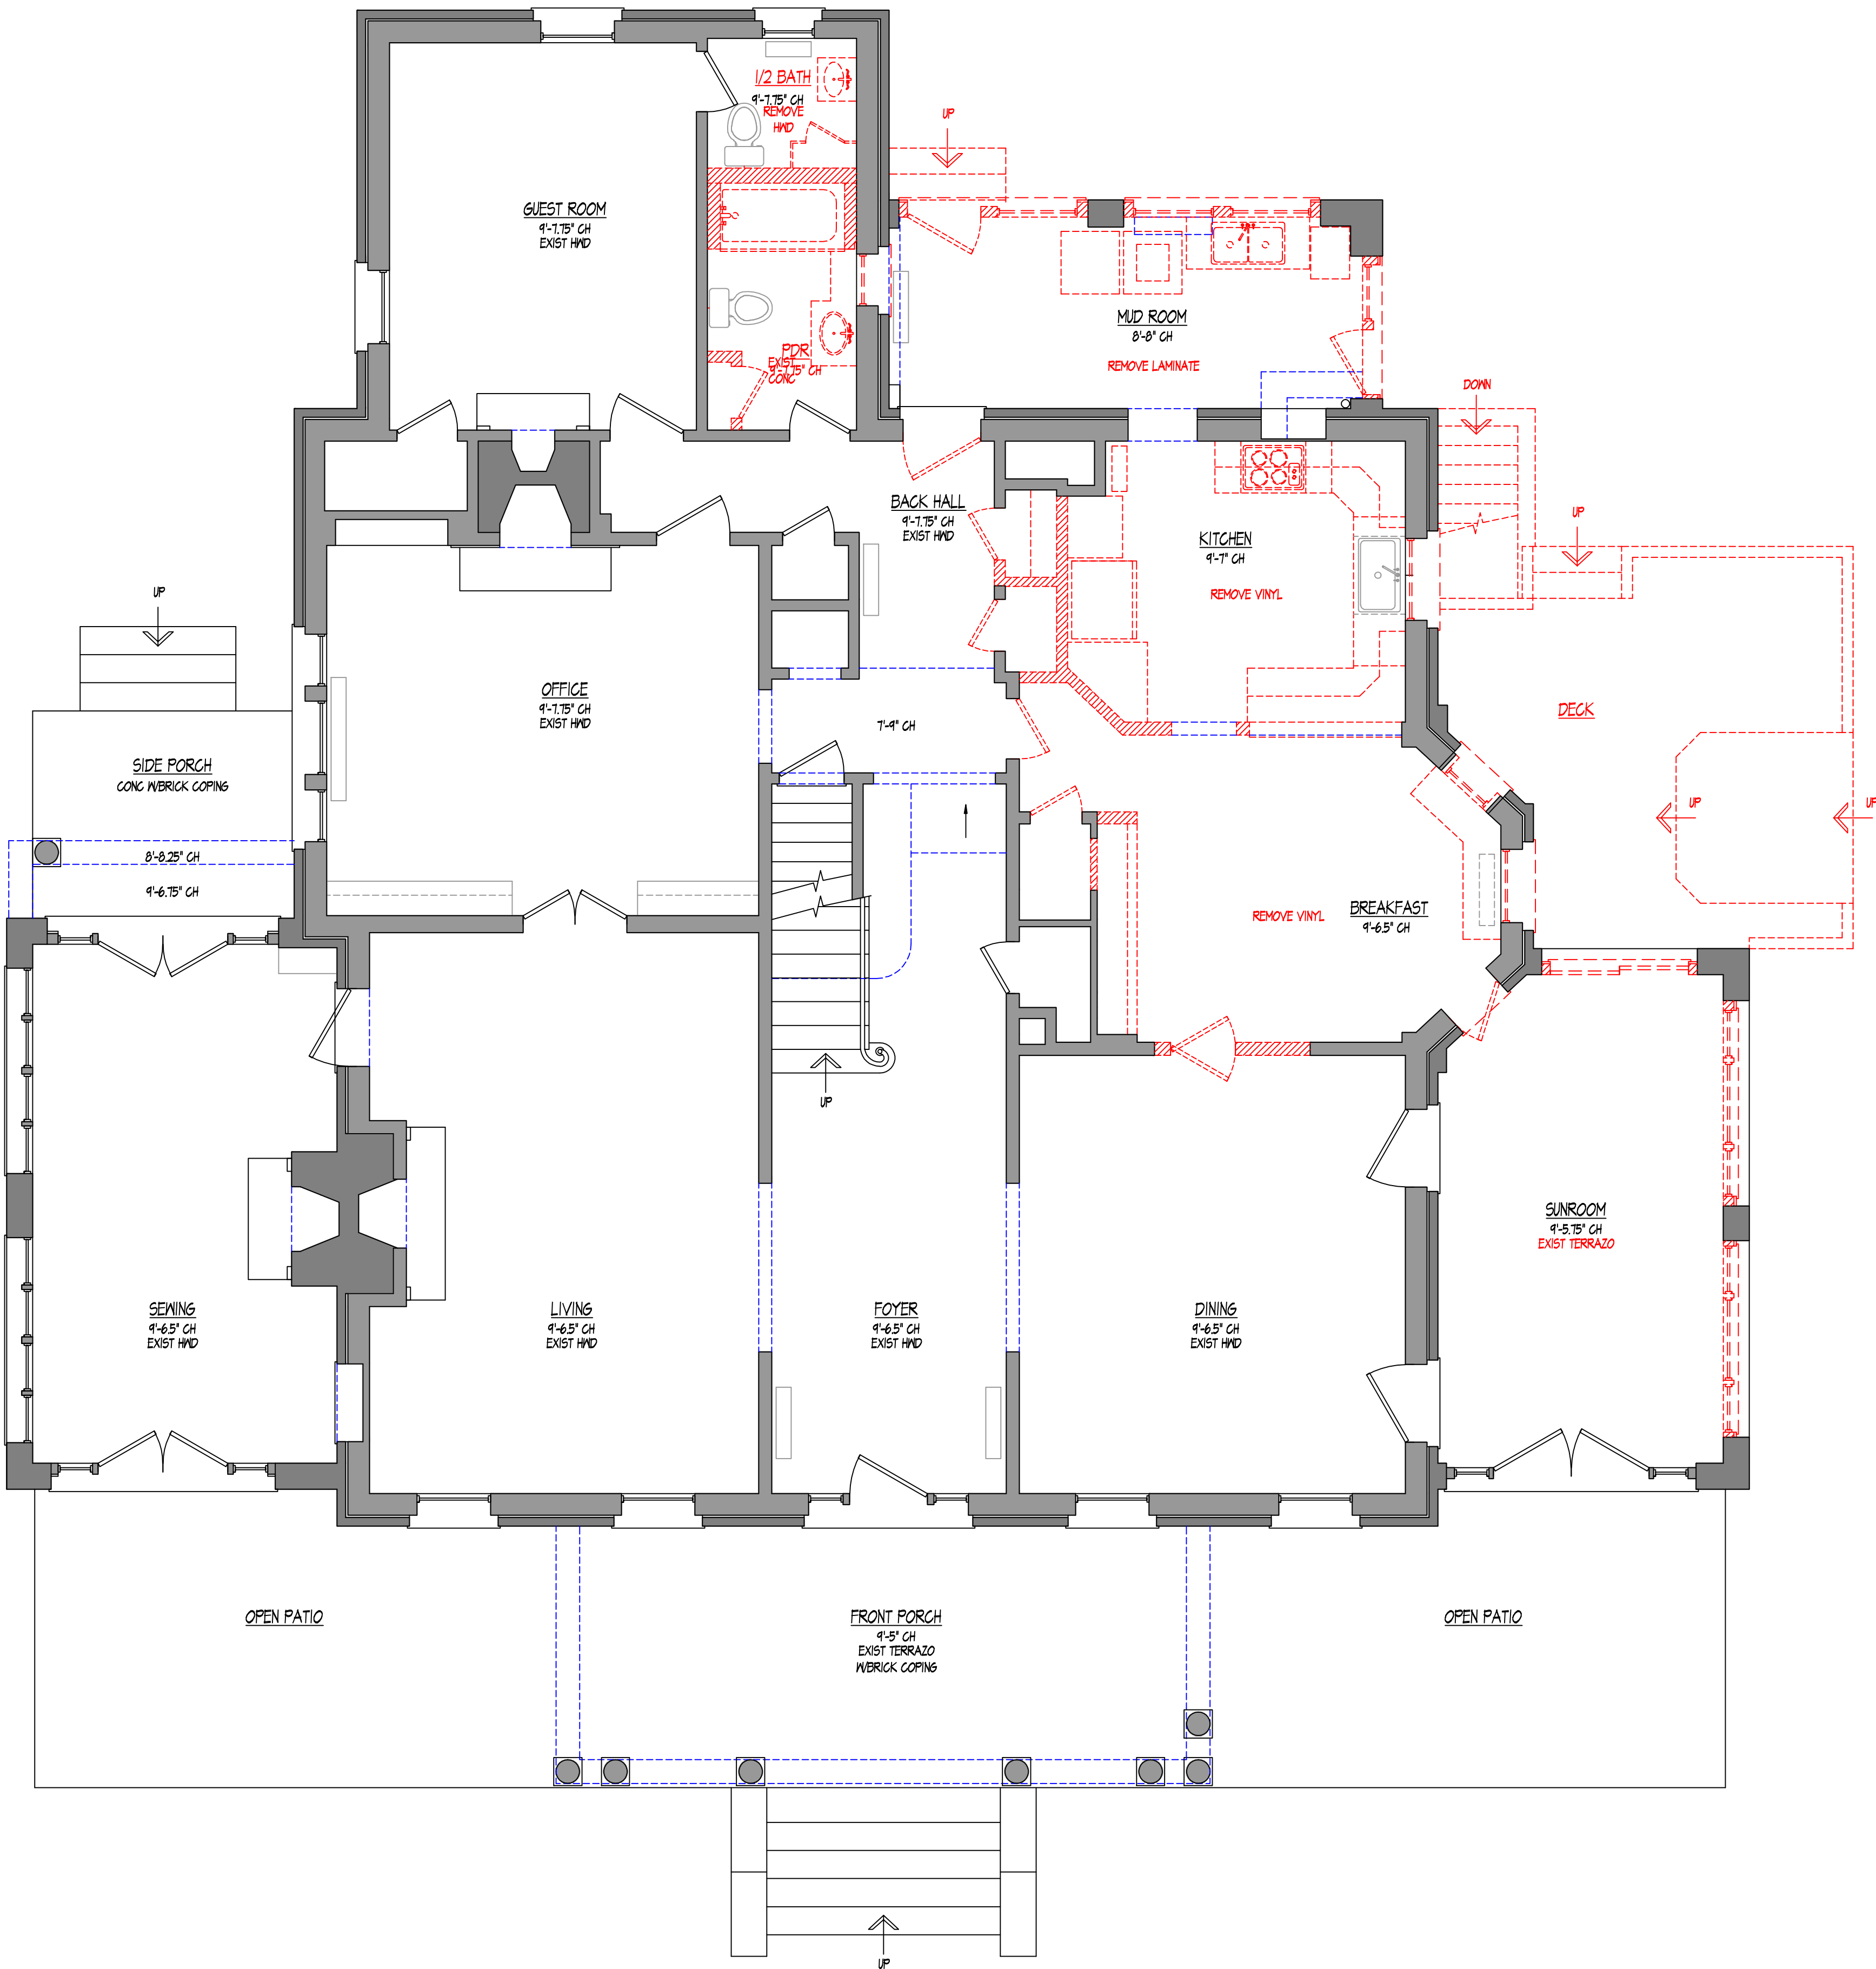 1/2 BATH
9'-7.75" CH
REMOVE
HWD
UP
GUEST ROOM
9'-7.75" CH
EXIST HWD
MUD ROOM
8'-8" CH
REMOVE LAMINATE
PDR
EXIST
9'-7.75" CH
CONC
DOWN
BACK HALL
9'-7.75" CH
EXIST HWD
UP
KITCHEN
9'-7" CH
REMOVE VINYL
UP
OFFICE
9'-7.75" CH
EXIST HWD
DECK
7'-9" CH
SIDE PORCH
CONC W/BRICK COPING
UP
UP
8'-8.25" CH
9'-6.75" CH
BREAKFAST
9'-6.5" CH
REMOVE VINYL
UP
SUNROOM
9'-5.75" CH
EXIST TERRAZO
SEWING
9'-6.5" CH
EXIST HWD
LIVING
9'-6.5" CH
EXIST HWD
FOYER
9'-6.5" CH
EXIST HWD
DINING
9'-6.5" CH
EXIST HWD
OPEN PATIO
FRONT PORCH
9'-5" CH
EXIST TERRAZO
W/BRICK COPING
OPEN PATIO
UP